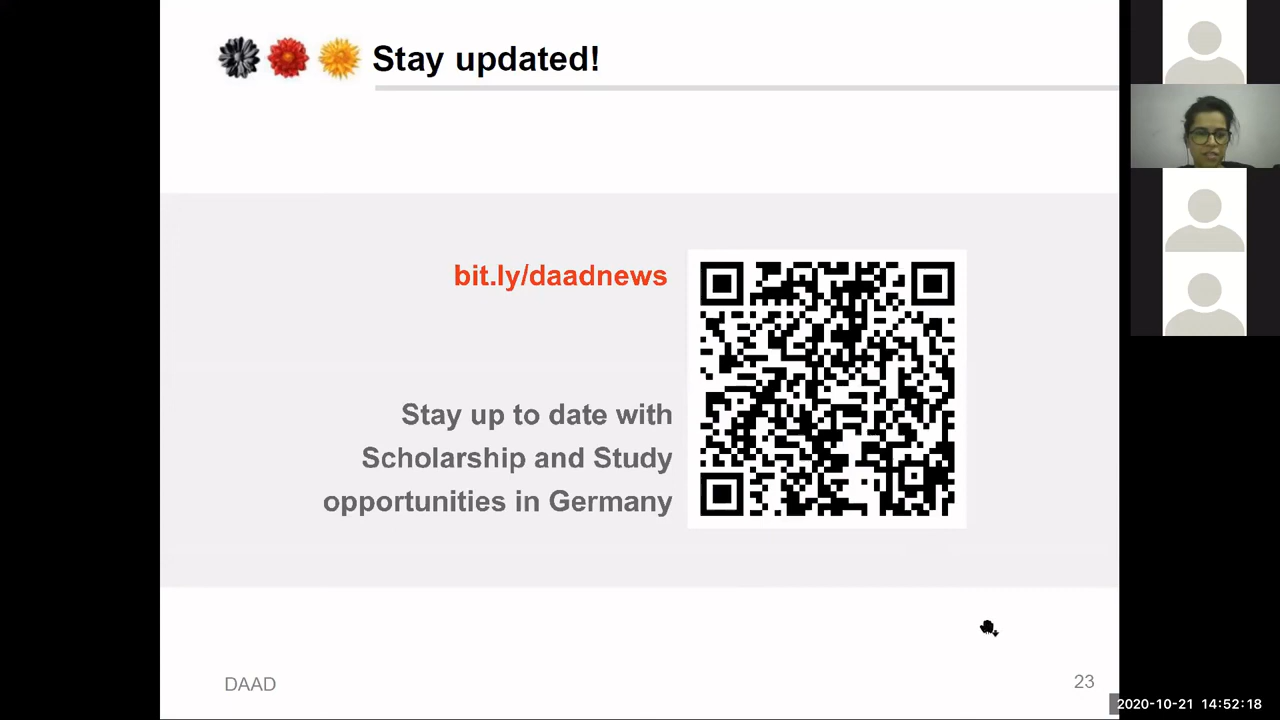 Stay updated!
bit.ly/daadnews
Stay up to date with
Scholarship and Study
opportunities in Germany
DAAD
23
2020-10-21 14:52:18